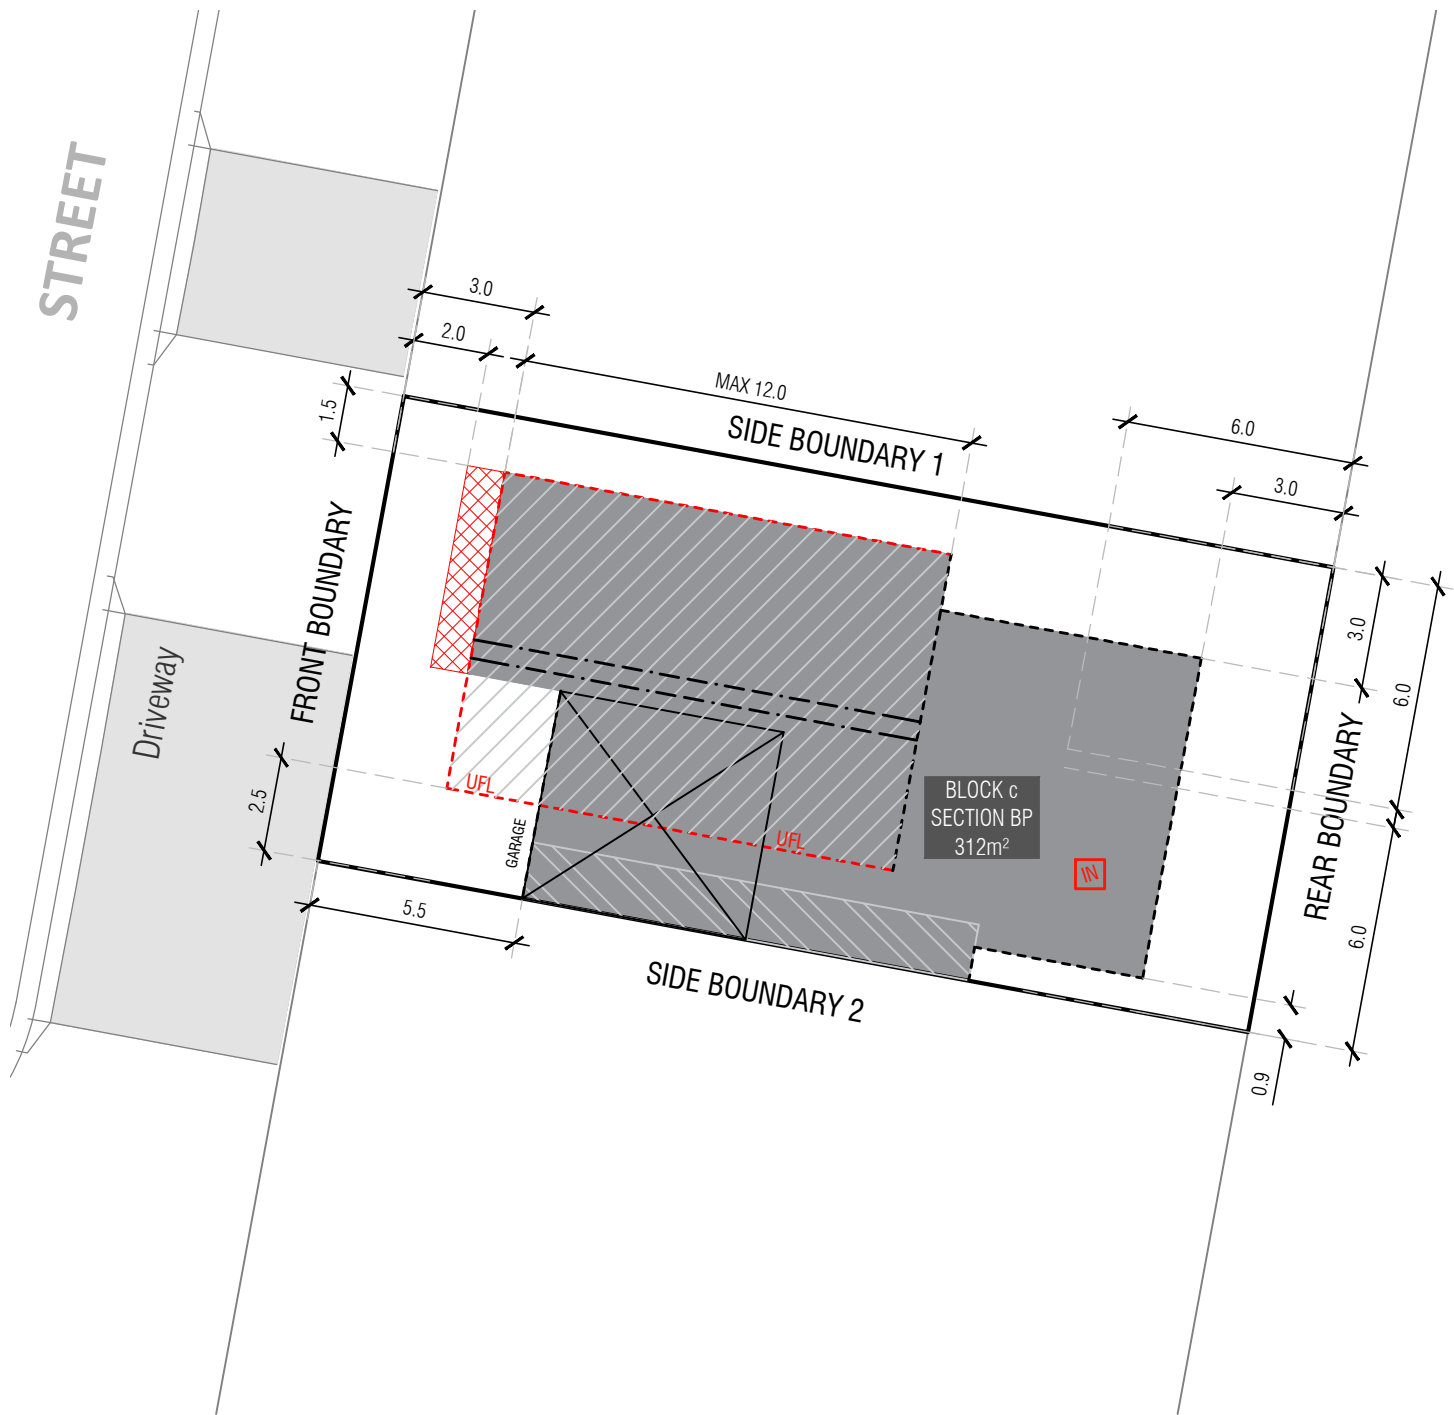 STREET
3.0
2.0
MAX 12.0
SIDE BOUNDARY 1
1.5
6.0
3.0
FRONT BOUNDARY
3.0
6.0
Driveway
REAR BOUNDARY
UFL
2.5
GARAGE
UFL
BLOCK c
SECTION BP
312m²
IN
5.5
6.0
SIDE BOUNDARY 2
0.9